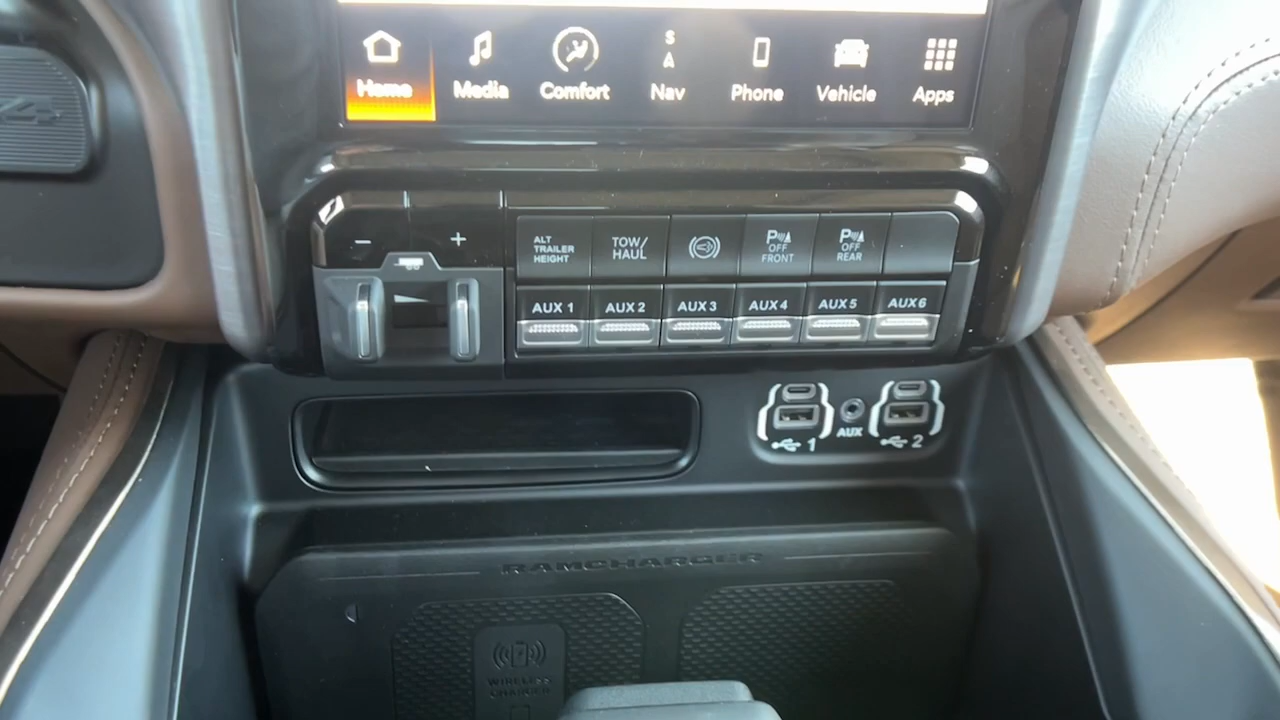 Home Media Comfort Nav Phone Vehicle Apps
S
A
− +
ALT
TRAILER
HEIGHT
TOW/
HAUL
P
OFF
FRONT
P
OFF
REAR
AUX 1 AUX 2 AUX 3 AUX 4 AUX 5 AUX 6
1 AUX 2
RAMCHARGER
WIRELESS
CHARGER